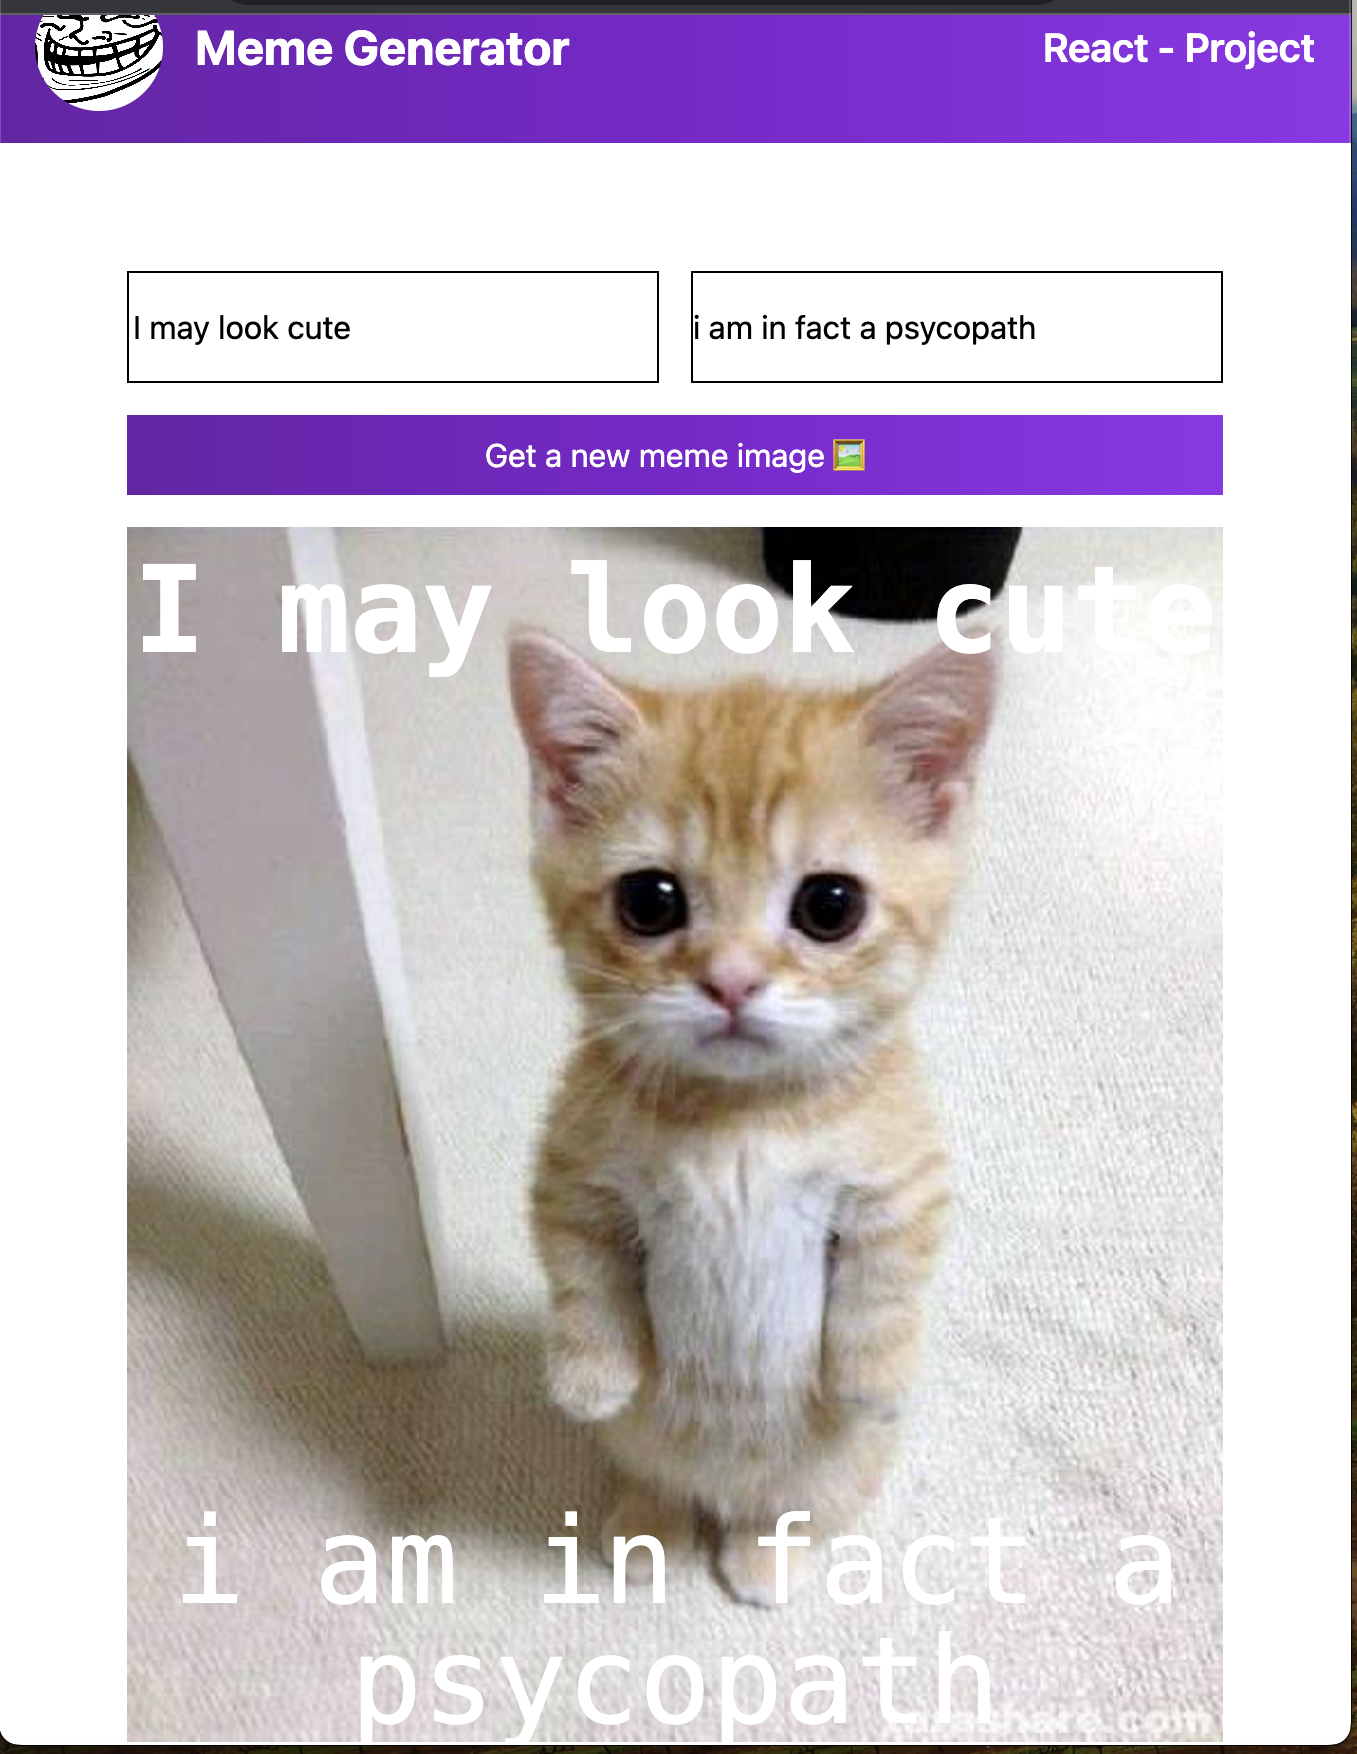 Meme Generator
React - Project
I may look cute
i am in fact a psycopath
Get a new meme image
I may look cute
i am in fact a
psycopath